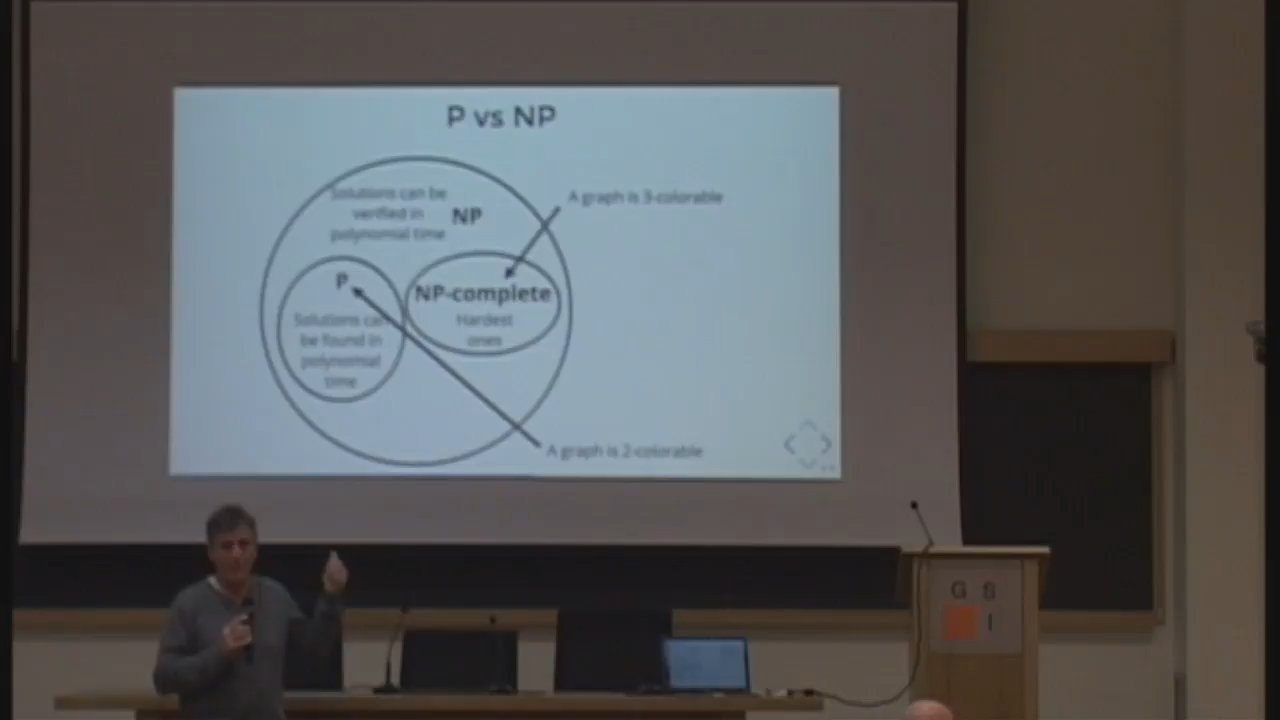 P vs NP
Solutions can be
verified in
polynomial time
NP
A graph is 3-colorable
P
Solutions can
be found in
polynomial
time
NP-complete
Hardest
ones
A graph is 2-colorable
G S
I